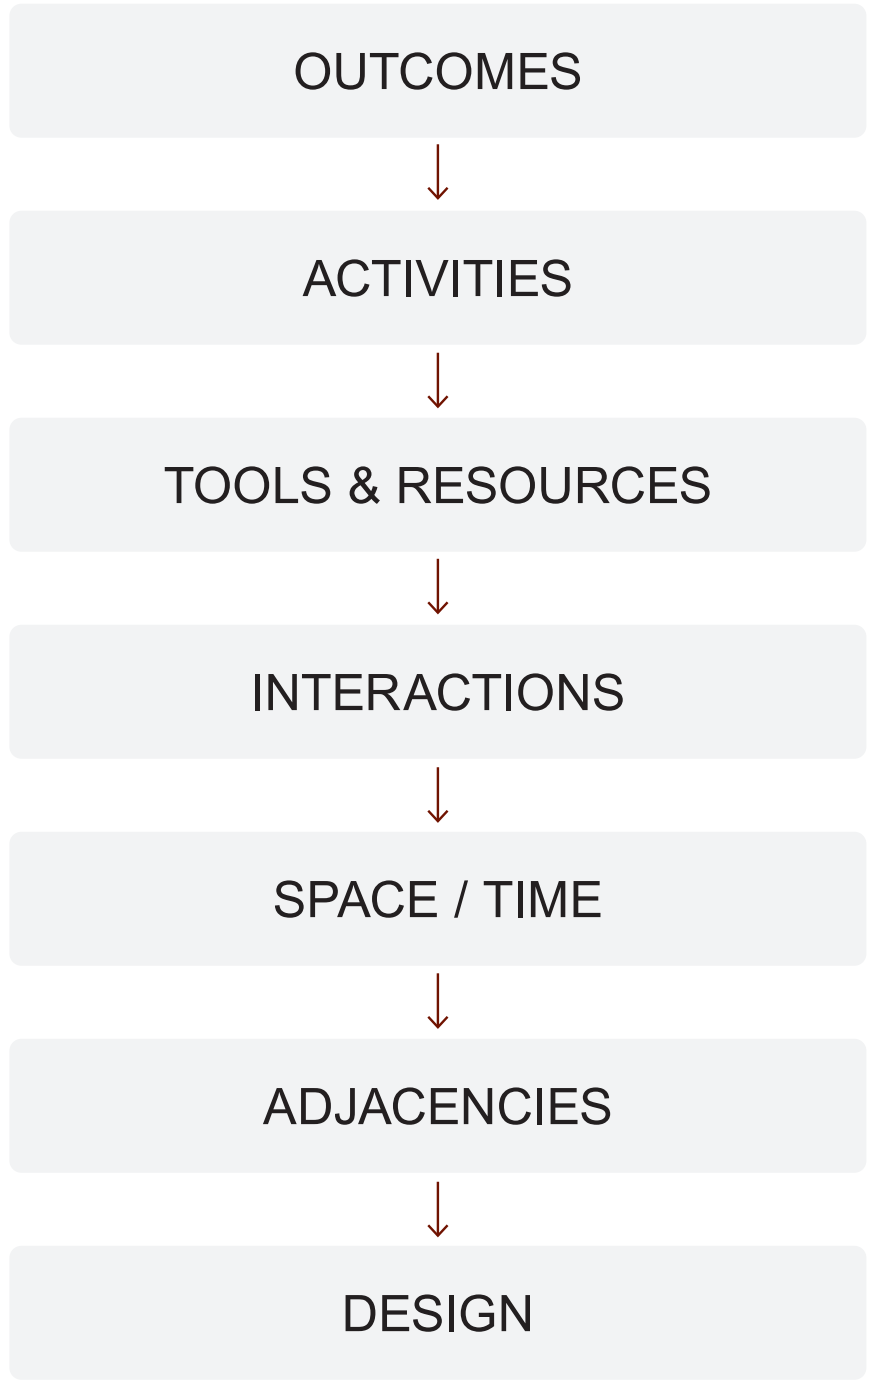 OUTCOMES
ACTIVITIES
TOOLS & RESOURCES
INTERACTIONS
SPACE / TIME
ADJACENCIES
DESIGN